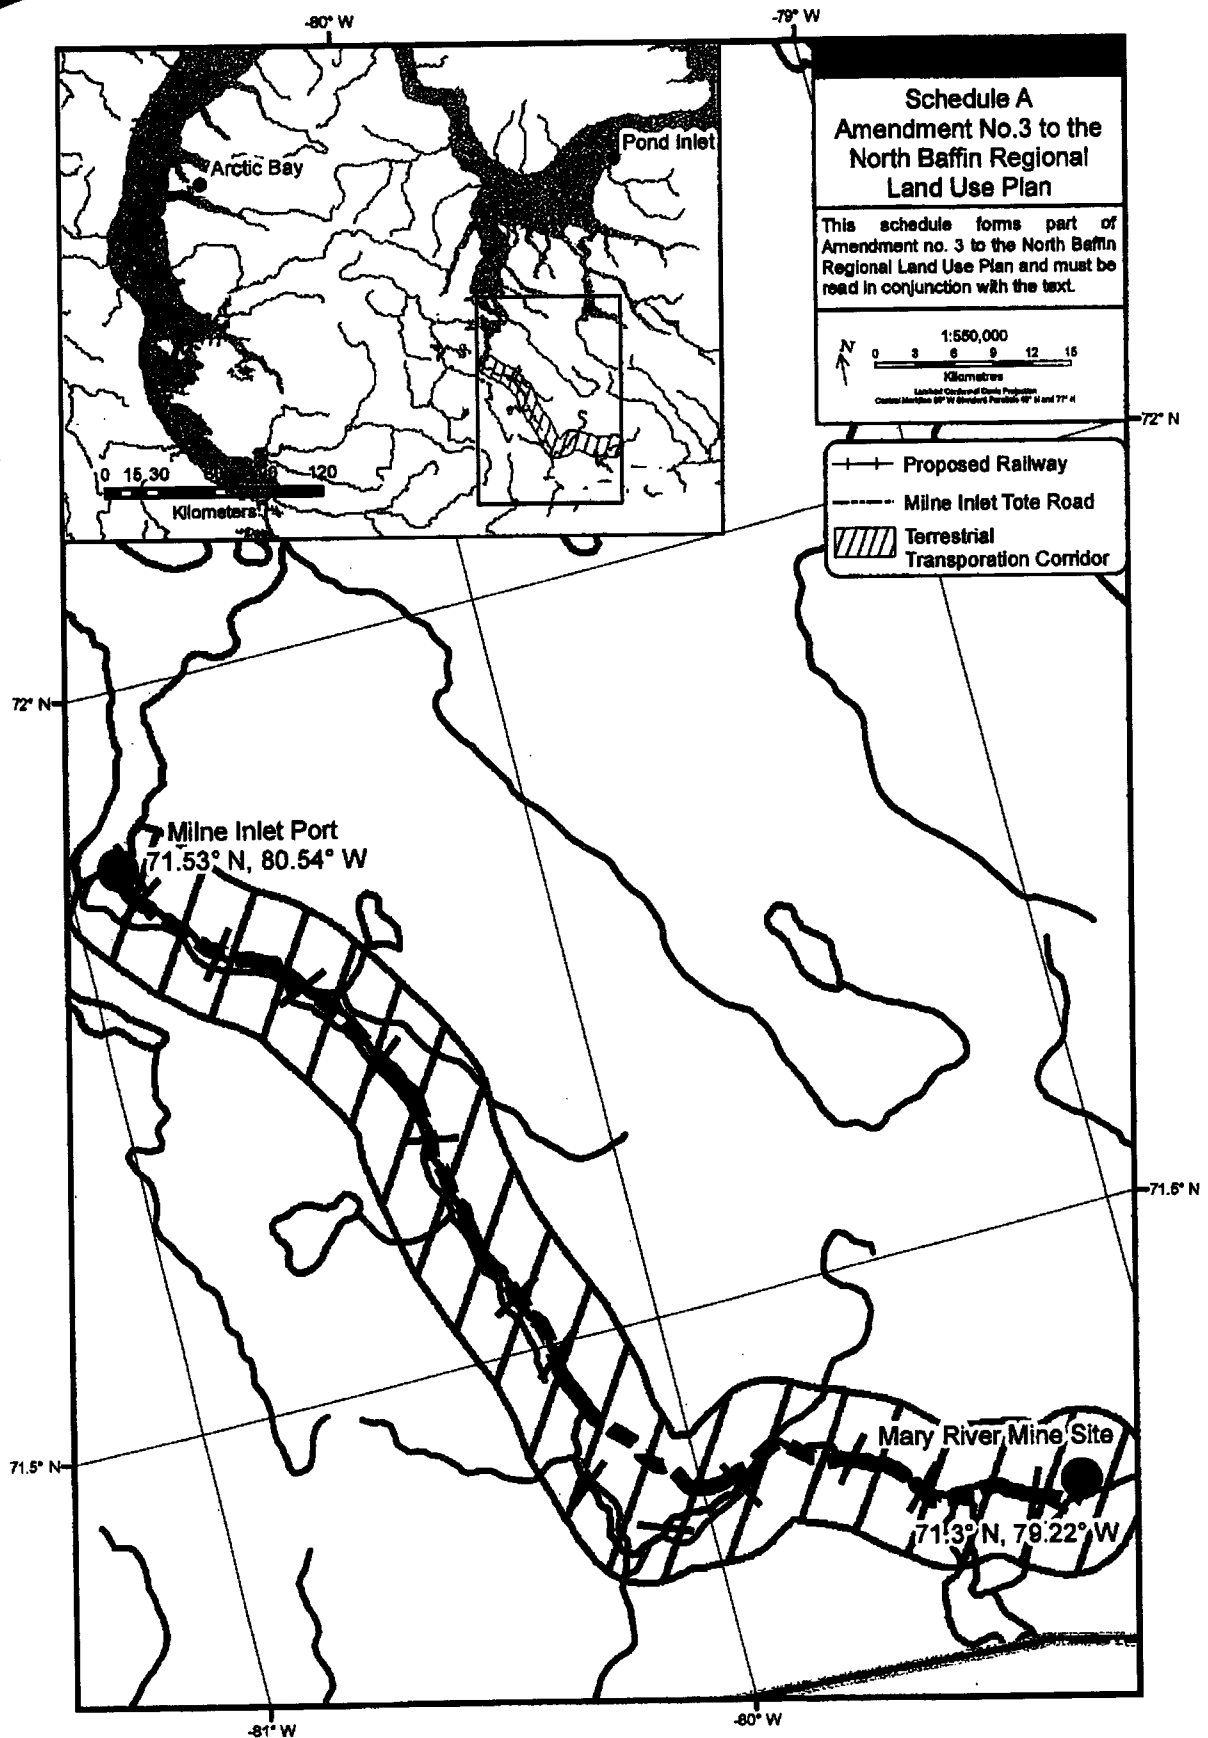 -80° W
-79° W
Schedule A
Amendment No.3 to the
North Baffin Regional
Land Use Plan
This schedule forms part of
Amendment no. 3 to the North Baffin
Regional Land Use Plan and must be
read in conjunction with the text.
N
1:550,000
0 3 6 9 12 15
Kilometres
Lambert Conformal Conic Projection
Pond Inlet
Arctic Bay
0 15 30 120
Kilometers
72° N
Proposed Railway
Milne Inlet Tote Road
Terrestrial
Transporation Corridor
72° N
Milne Inlet Port
71.53° N, 80.54° W
71.5° N
Mary River Mine Site
71.3° N, 79.22° W
71.5° N
-81° W
-80° W